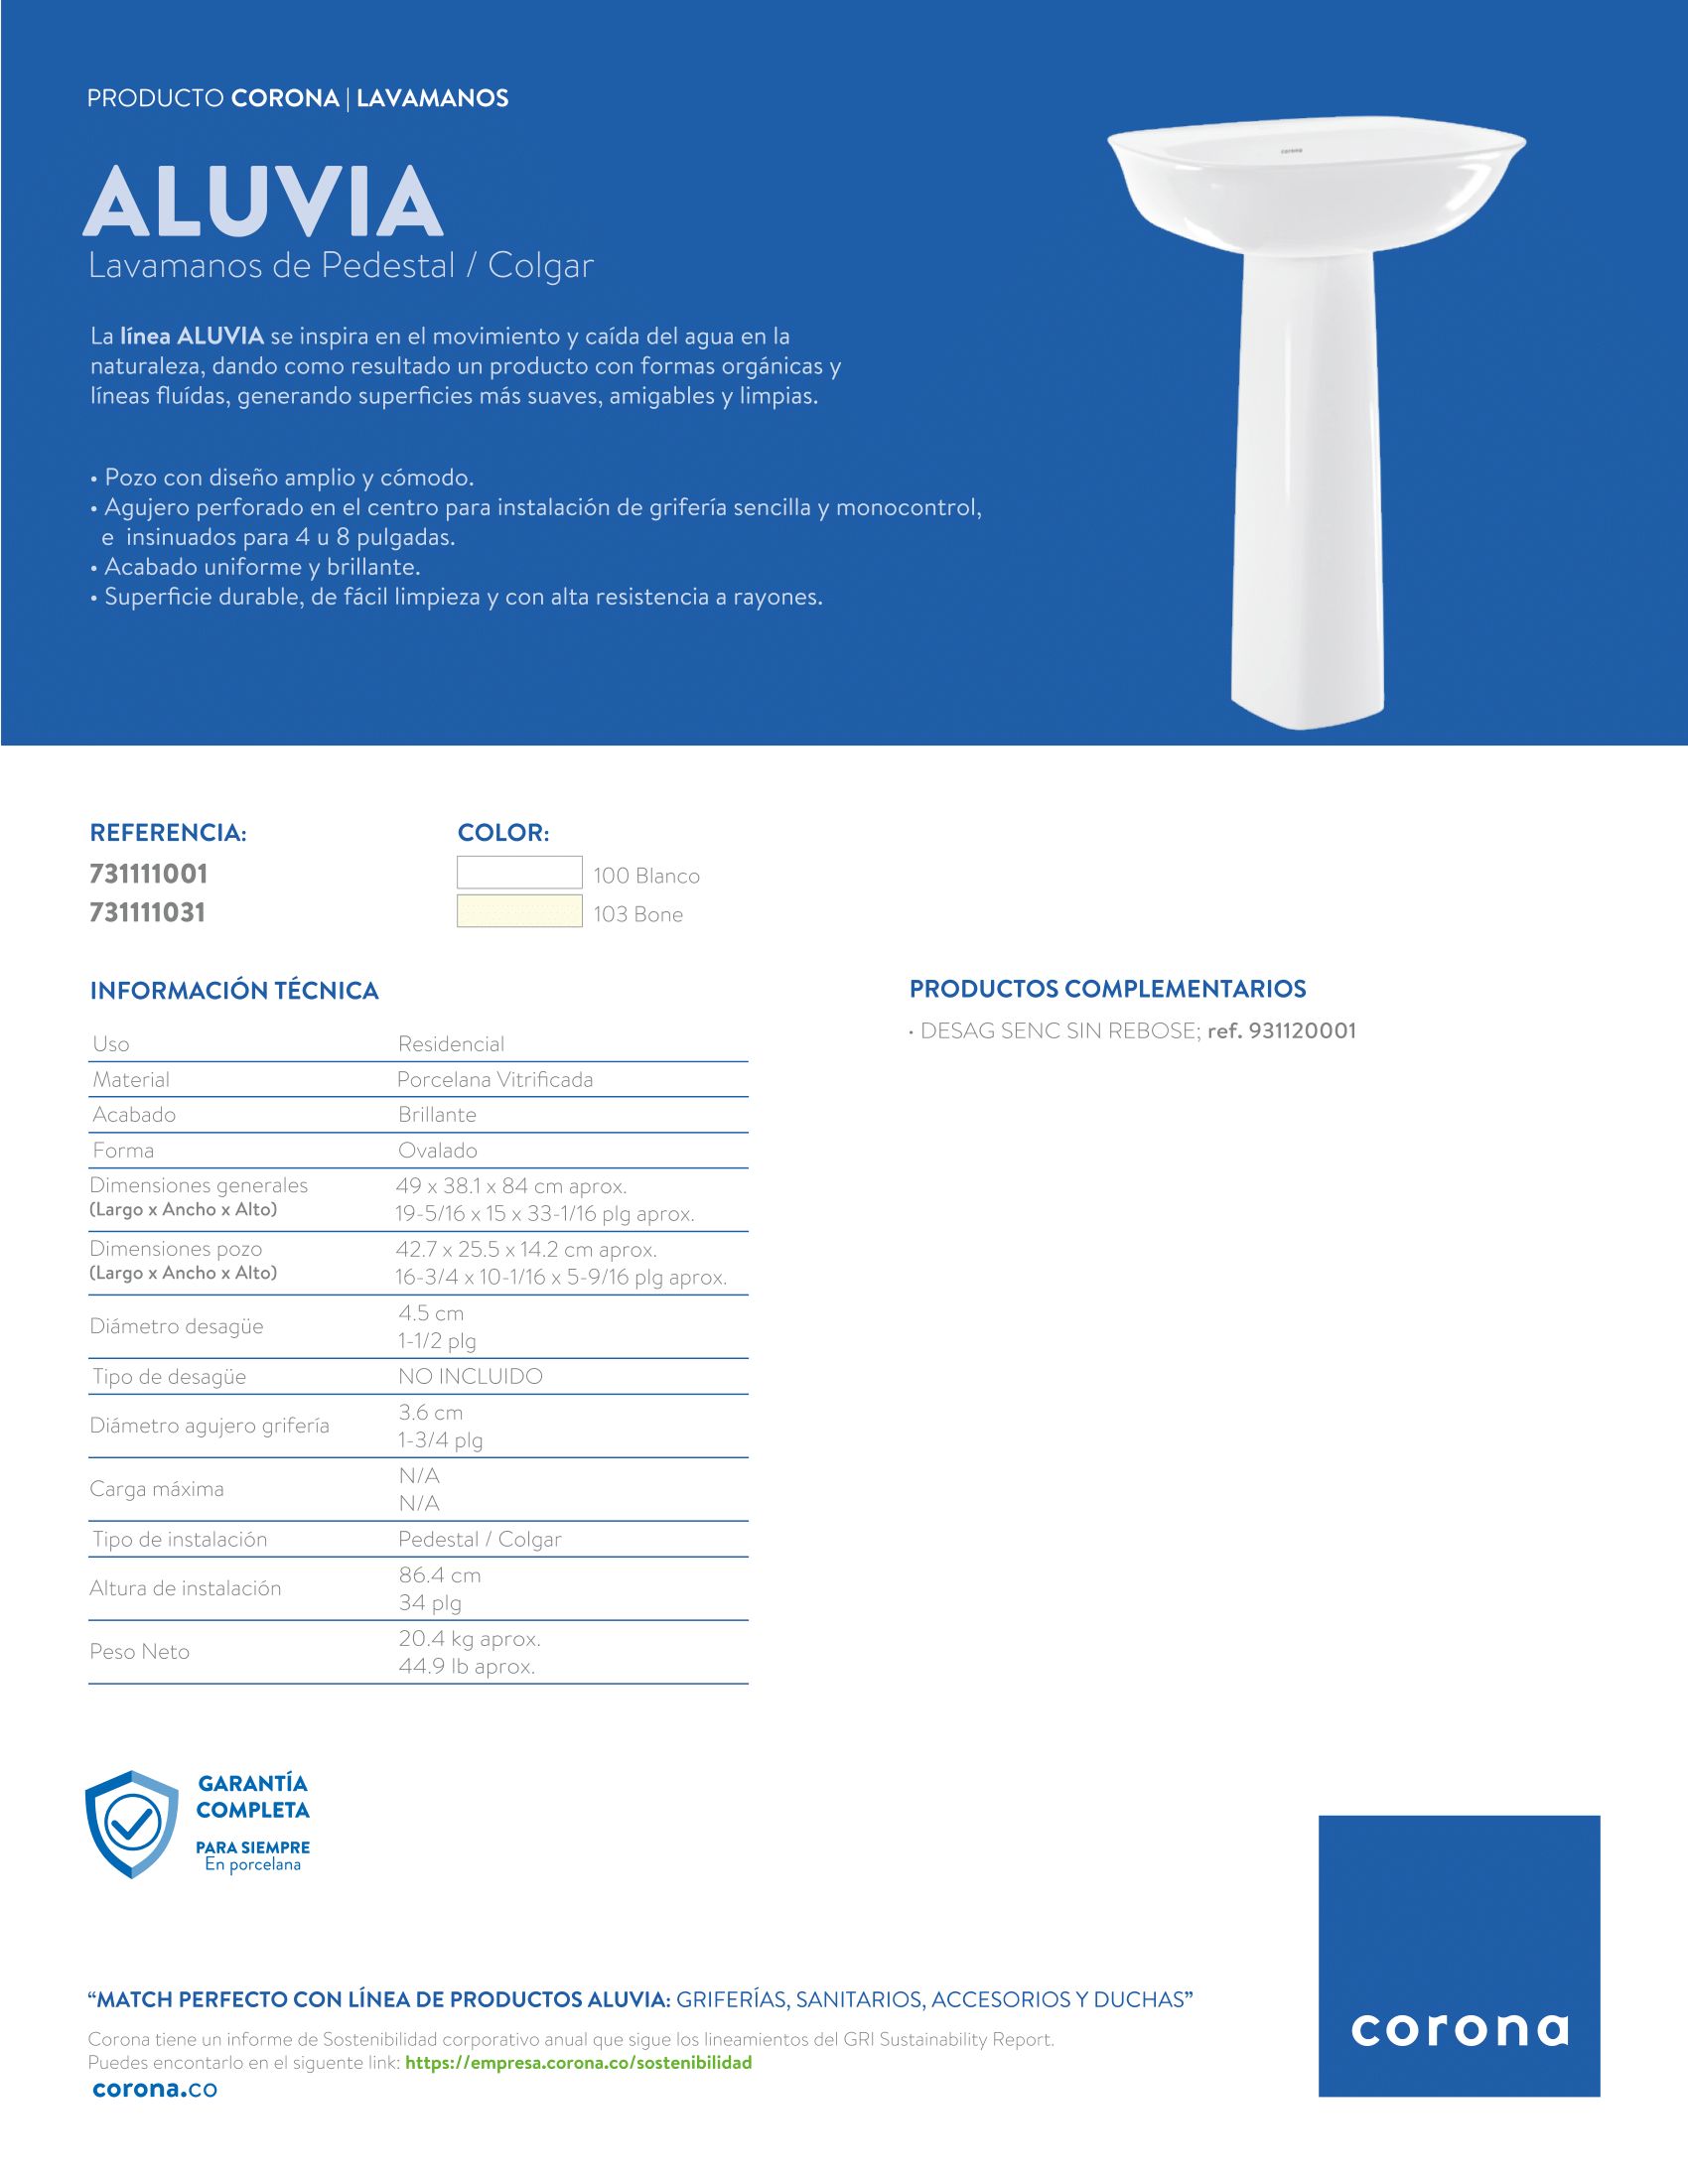 PRODUCTO CORONA | LAVAMANOS
ALUVIA
Lavamanos de Pedestal / Colgar
La línea ALUVIA se inspira en el movimiento y caída del agua en la
naturaleza, dando como resultado un producto con formas orgánicas y
líneas fluídas, generando superficies más suaves, amigables y limpias.
• Pozo con diseño amplio y cómodo.
• Agujero perforado en el centro para instalación de grifería sencilla y monocontrol,
e insinuados para 4 u 8 pulgadas.
• Acabado uniforme y brillante.
• Superficie durable, de fácil limpieza y con alta resistencia a rayones.
corona
REFERENCIA: COLOR:
731111001 100 Blanco
731111031 103 Bone
INFORMACIÓN TÉCNICA
Uso Residencial
Material Porcelana Vitrificada
Acabado Brillante
Forma Ovalado
Dimensiones generales 49 x 38.1 x 84 cm aprox.
(Largo x Ancho x Alto) 19-5/16 x 15 x 33-1/16 plg aprox.
Dimensiones pozo 42.7 x 25.5 x 14.2 cm aprox.
(Largo x Ancho x Alto) 16-3/4 x 10-1/16 x 5-9/16 plg aprox.
Diámetro desagüe 4.5 cm
1-1/2 plg
Tipo de desagüe NO INCLUIDO
Diámetro agujero grifería 3.6 cm
1-3/4 plg
Carga máxima N/A
N/A
Tipo de instalación Pedestal / Colgar
Altura de instalación 86.4 cm
34 plg
Peso Neto 20.4 kg aprox.
44.9 lb aprox.
PRODUCTOS COMPLEMENTARIOS
· DESAG SENC SIN REBOSE; ref. 931120001
GARANTÍA
COMPLETA
PARA SIEMPRE
En porcelana
“MATCH PERFECTO CON LÍNEA DE PRODUCTOS ALUVIA: GRIFERÍAS, SANITARIOS, ACCESORIOS Y DUCHAS”
Corona tiene un informe de Sostenibilidad corporativo anual que sigue los lineamientos del GRI Sustainability Report.
Puedes encontarlo en el siguente link: https://empresa.corona.co/sostenibilidad
corona.co
corona